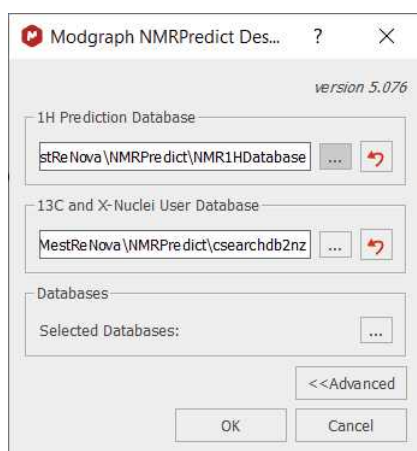 Modgraph NMRPredict Des... ?
version 5.076
1H Prediction Database
stReNova\NMRPredict\NMR1HDatabase ...
13C and X-Nuclei User Database
MestReNova\NMRPredict\csearchdb2nz ...
Databases
Selected Databases: ...
<<Advanced
OK Cancel